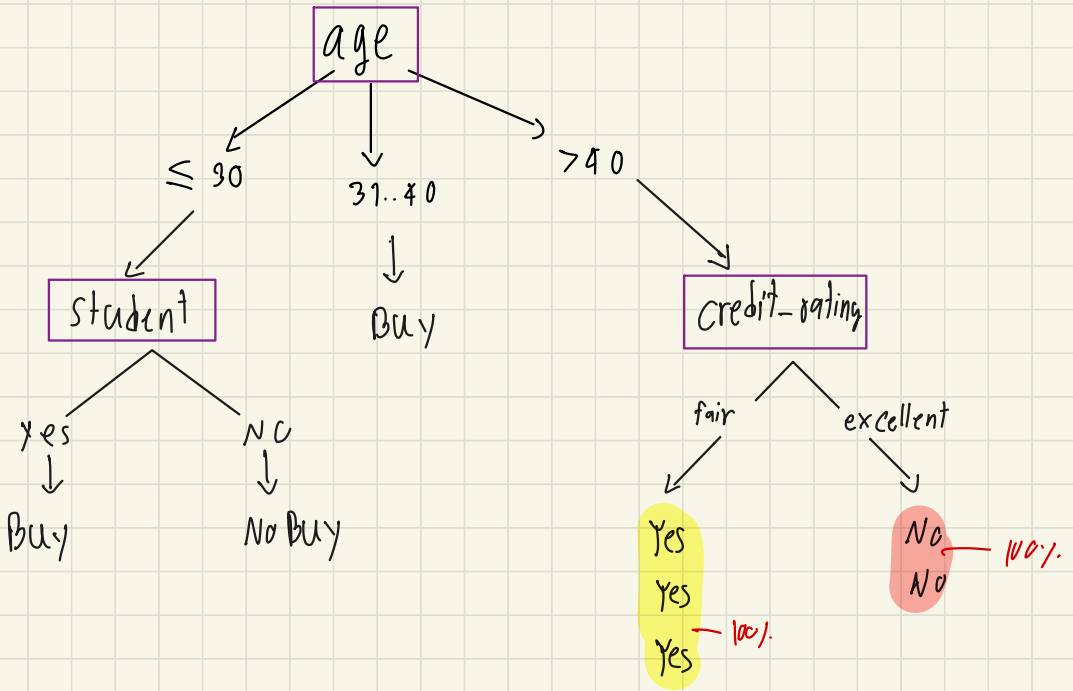 age
≤ 30
31..40
>40
student
BUY
credit_rating
fair
excellent
Yes
NO
BUY
No BUY
Yes
Yes
Yes
100%
No
No
100%